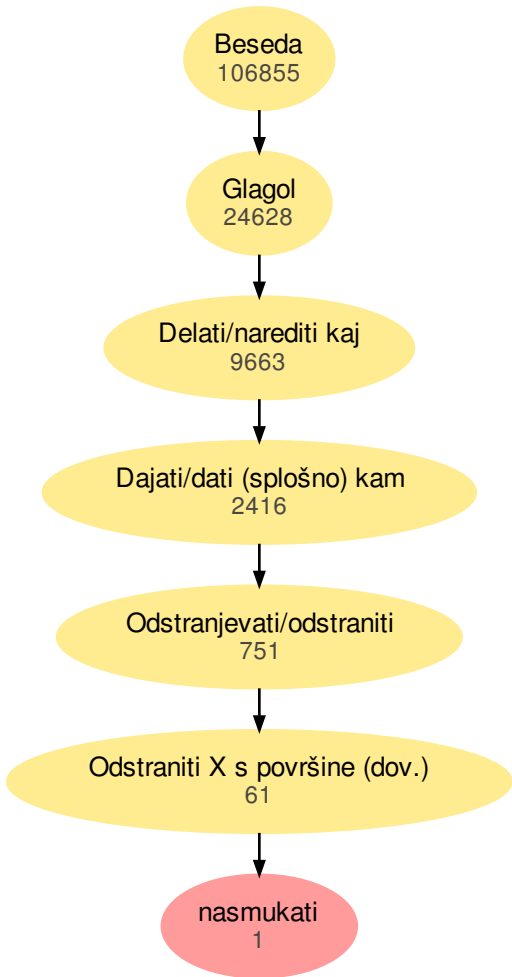 Beseda
106855
Glagol
24628
Delati/narediti kaj
9663
Dajati/dati (splošno) kam
2416
Odstranjevati/odstraniti
751
Odstraniti X s površine (dov.)
61
nasmukati
1